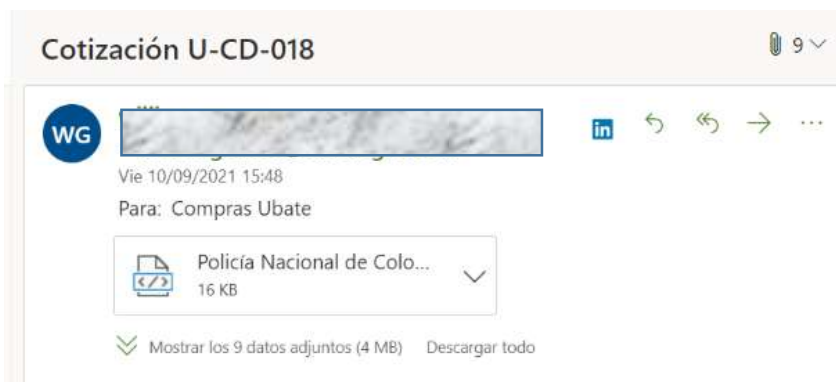 Cotización U-CD-018
9
WG
in
Vie 10/09/2021 15:48
Para: Compras Ubate
Policía Nacional de Colo...
16 KB
Mostrar los 9 datos adjuntos (4 MB) Descargar todo